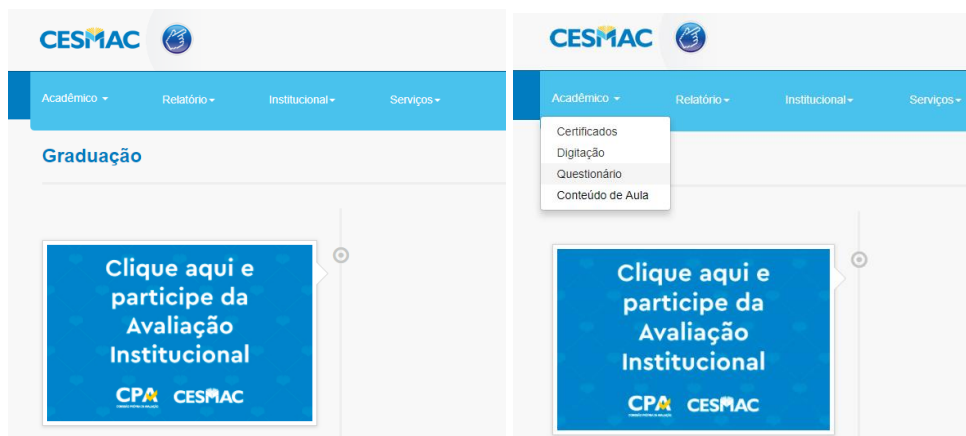 CESMAC
Acadêmico Relatório Institucional Serviços
Graduação
Clique aqui e
participe da
Avaliação
Institucional
CPA CESMAC
CESMAC
Acadêmico Relatório Institucional Serviços
Certificados
Digitação
Questionário
Conteúdo de Aula
Clique aqui e
participe da
Avaliação
Institucional
CPA CESMAC